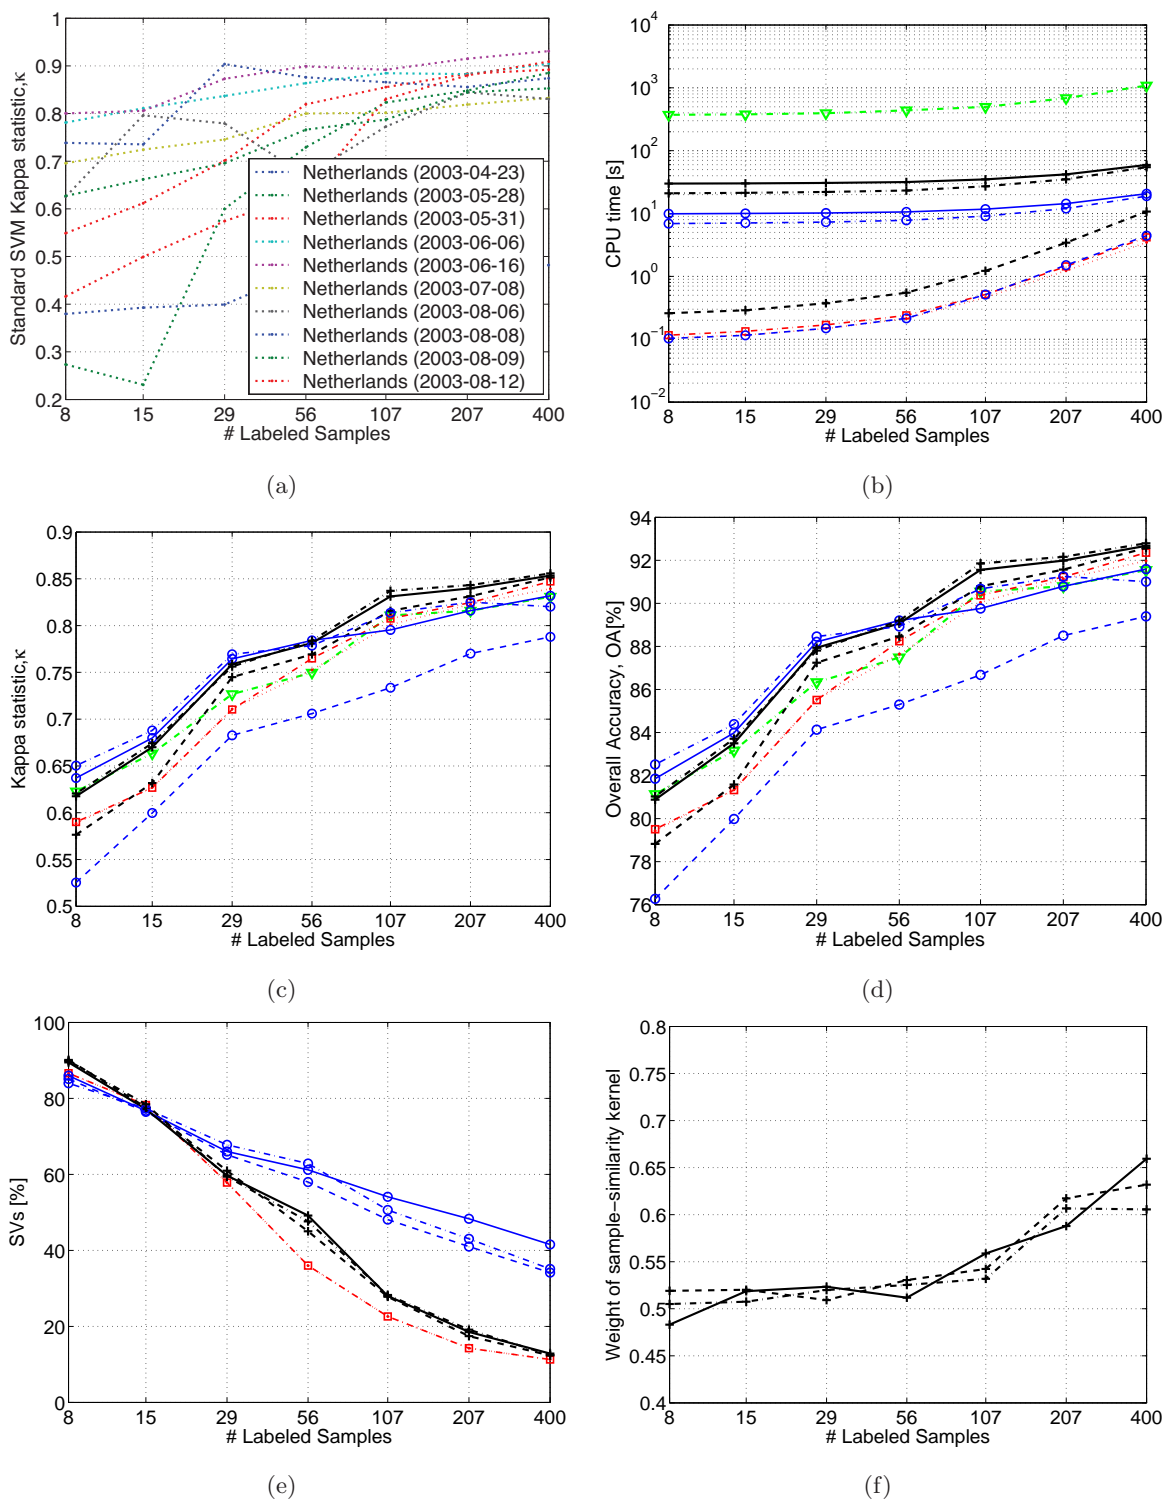 1
0.9
0.8
0.7
0.6
0.5
0.4
0.3
0.2
8 15 29 56 107 207 400
# Labeled Samples
Standard SVM Kappa statistic,κ
Netherlands (2003-04-23)
Netherlands (2003-05-28)
Netherlands (2003-05-31)
Netherlands (2003-06-06)
Netherlands (2003-06-16)
Netherlands (2003-07-08)
Netherlands (2003-08-06)
Netherlands (2003-08-08)
Netherlands (2003-08-09)
Netherlands (2003-08-12)
(a)
10^4
10^3
10^2
10^1
10^0
10^−1
10^−2
8 15 29 56 107 207 400
# Labeled Samples
CPU time [s]
(b)
0.9
0.85
0.8
0.75
0.7
0.65
0.6
0.55
0.5
8 15 29 56 107 207 400
# Labeled Samples
Kappa statistic,κ
(c)
94
92
90
88
86
84
82
80
78
76
8 15 29 56 107 207 400
# Labeled Samples
Overall Accuracy, OA[%]
(d)
100
80
60
40
20
0
8 15 29 56 107 207 400
# Labeled Samples
SVs [%]
(e)
0.8
0.75
0.7
0.65
0.6
0.55
0.5
0.45
0.4
8 15 29 56 107 207 400
# Labeled Samples
Weight of sample−similarity kernel
(f)